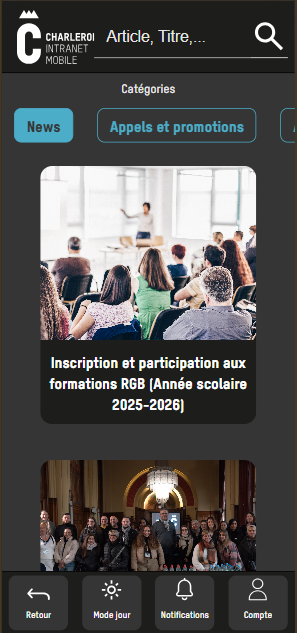 CHARLEROI
INTRANET
MOBILE
Article, Titre,...
Catégories
News
Appels et promotions
Inscription et participation aux
formations RGB (Année scolaire
2025-2026)
Retour
Mode jour
Notifications
Compte